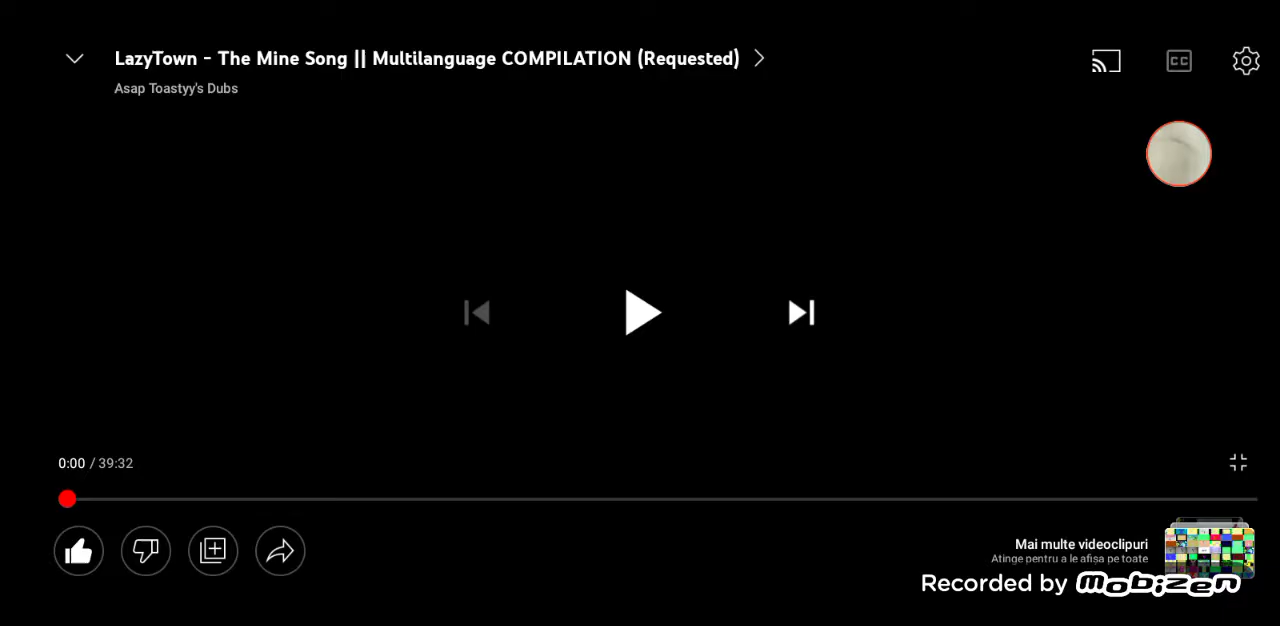 LazyTown - The Mine Song || Multilanguage COMPILATION (Requested)
Asap Toastyy's Dubs
CC
0:00 / 39:32
Mai multe videoclipuri
Atinge pentru a le afișa pe toate
Recorded by mobizen